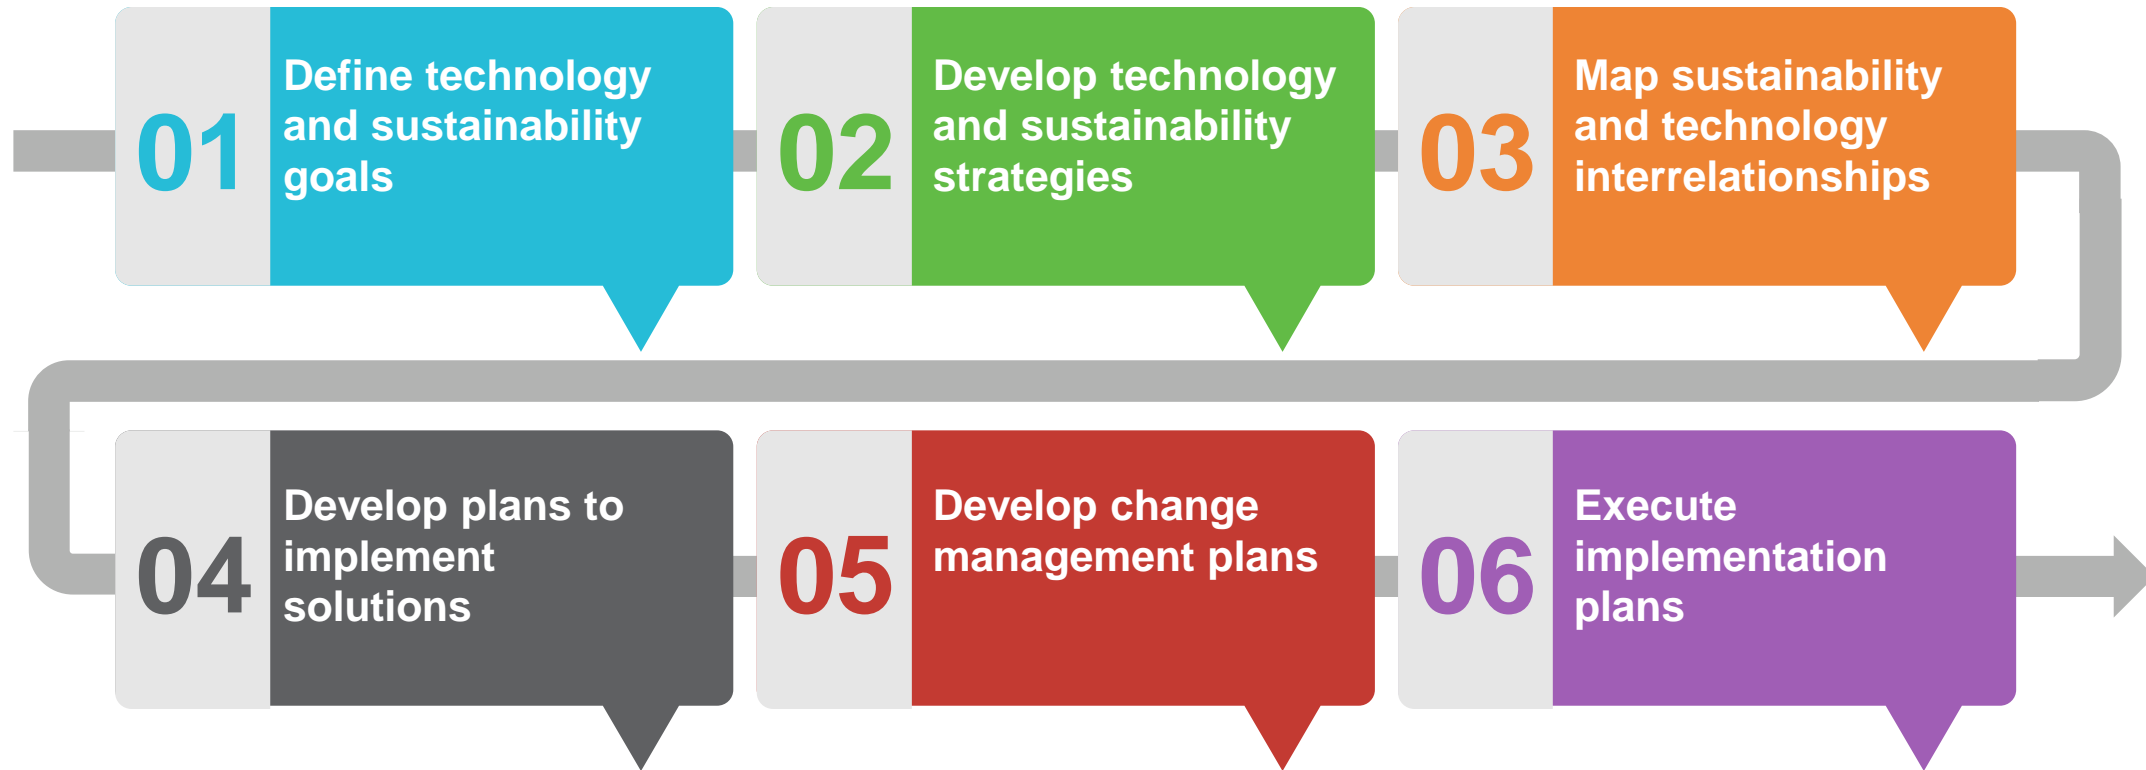 01
Define technology
and sustainability
goals
02
Develop technology
and sustainability
strategies
03
Map sustainability
and technology
interrelationships
04
Develop plans to
implement
solutions
05
Develop change
management plans
06
Execute
implementation
plans